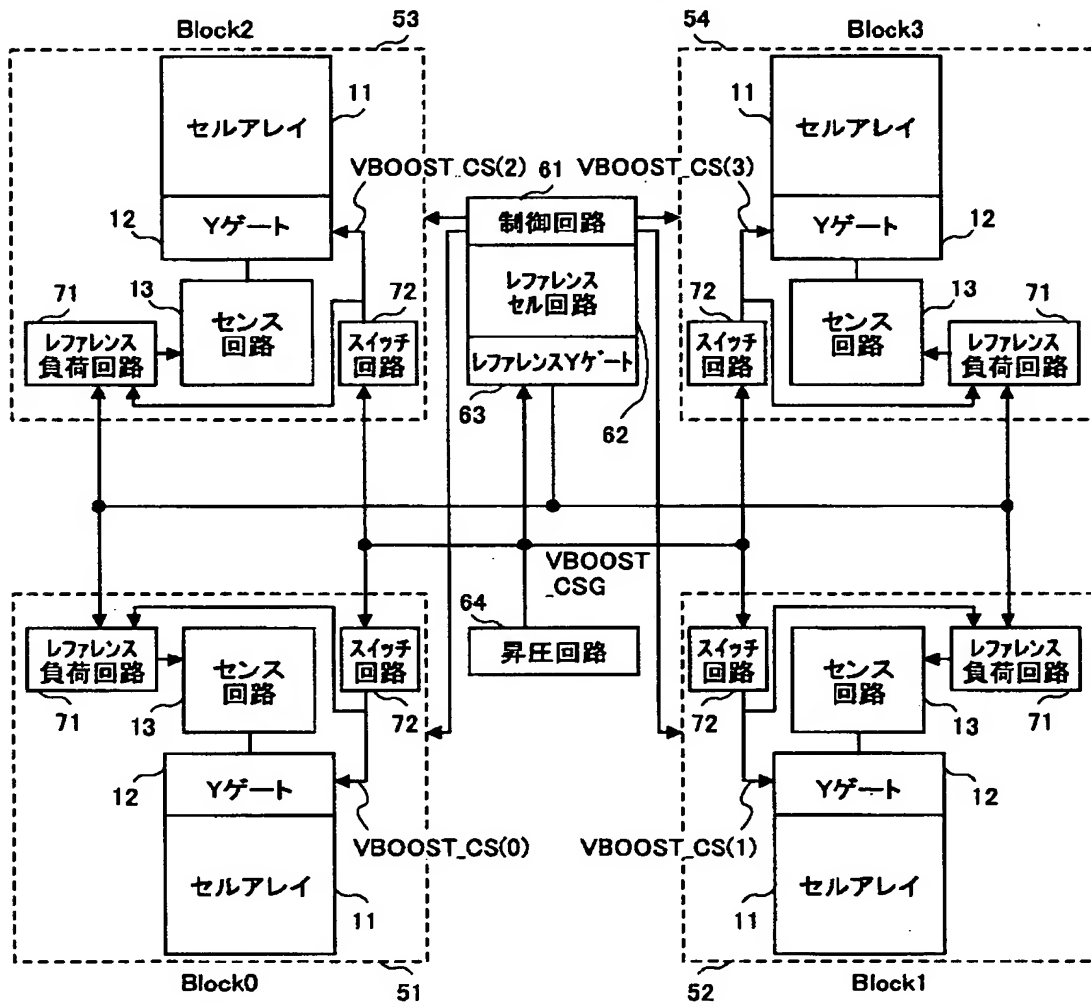 Block2
53
54
Block3
11
セルアレイ
VBOOST_CS(2)
12
Yゲート
71
13
レファレンス
負荷回路
センス
回路
72
スイッチ
回路
61
制御回路
レファレンス
セル回路
レファレンスYゲート
63
62
11
セルアレイ
VBOOST_CS(3)
Yゲート
12
72
スイッチ
回路
13
センス
回路
71
レファレンス
負荷回路
VBOOST
_CSG
64
昇圧回路
レファレンス
負荷回路
71
センス
回路
13
スイッチ
回路
72
12
Yゲート
VBOOST_CS(0)
セルアレイ
11
スイッチ
回路
72
センス
回路
13
レファレンス
負荷回路
71
Yゲート
12
VBOOST_CS(1)
セルアレイ
11
Block0
51
52
Block1